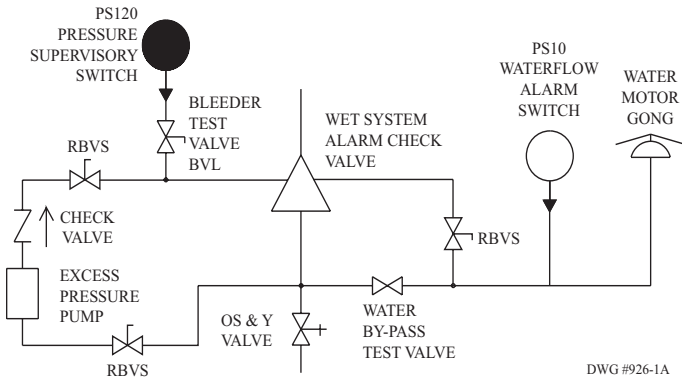 PS120
PRESSURE
SUPERVISORY
SWITCH
BLEEDER
TEST
VALVE
BVL
WET SYSTEM
ALARM CHECK
VALVE
PS10
WATERFLOW
ALARM
SWITCH
WATER
MOTOR
GONG
RBVS
CHECK
VALVE
RBVS
EXCESS
PRESSURE
PUMP
OS & Y
VALVE
WATER
BY-PASS
TEST VALVE
RBVS
DWG #926-1A